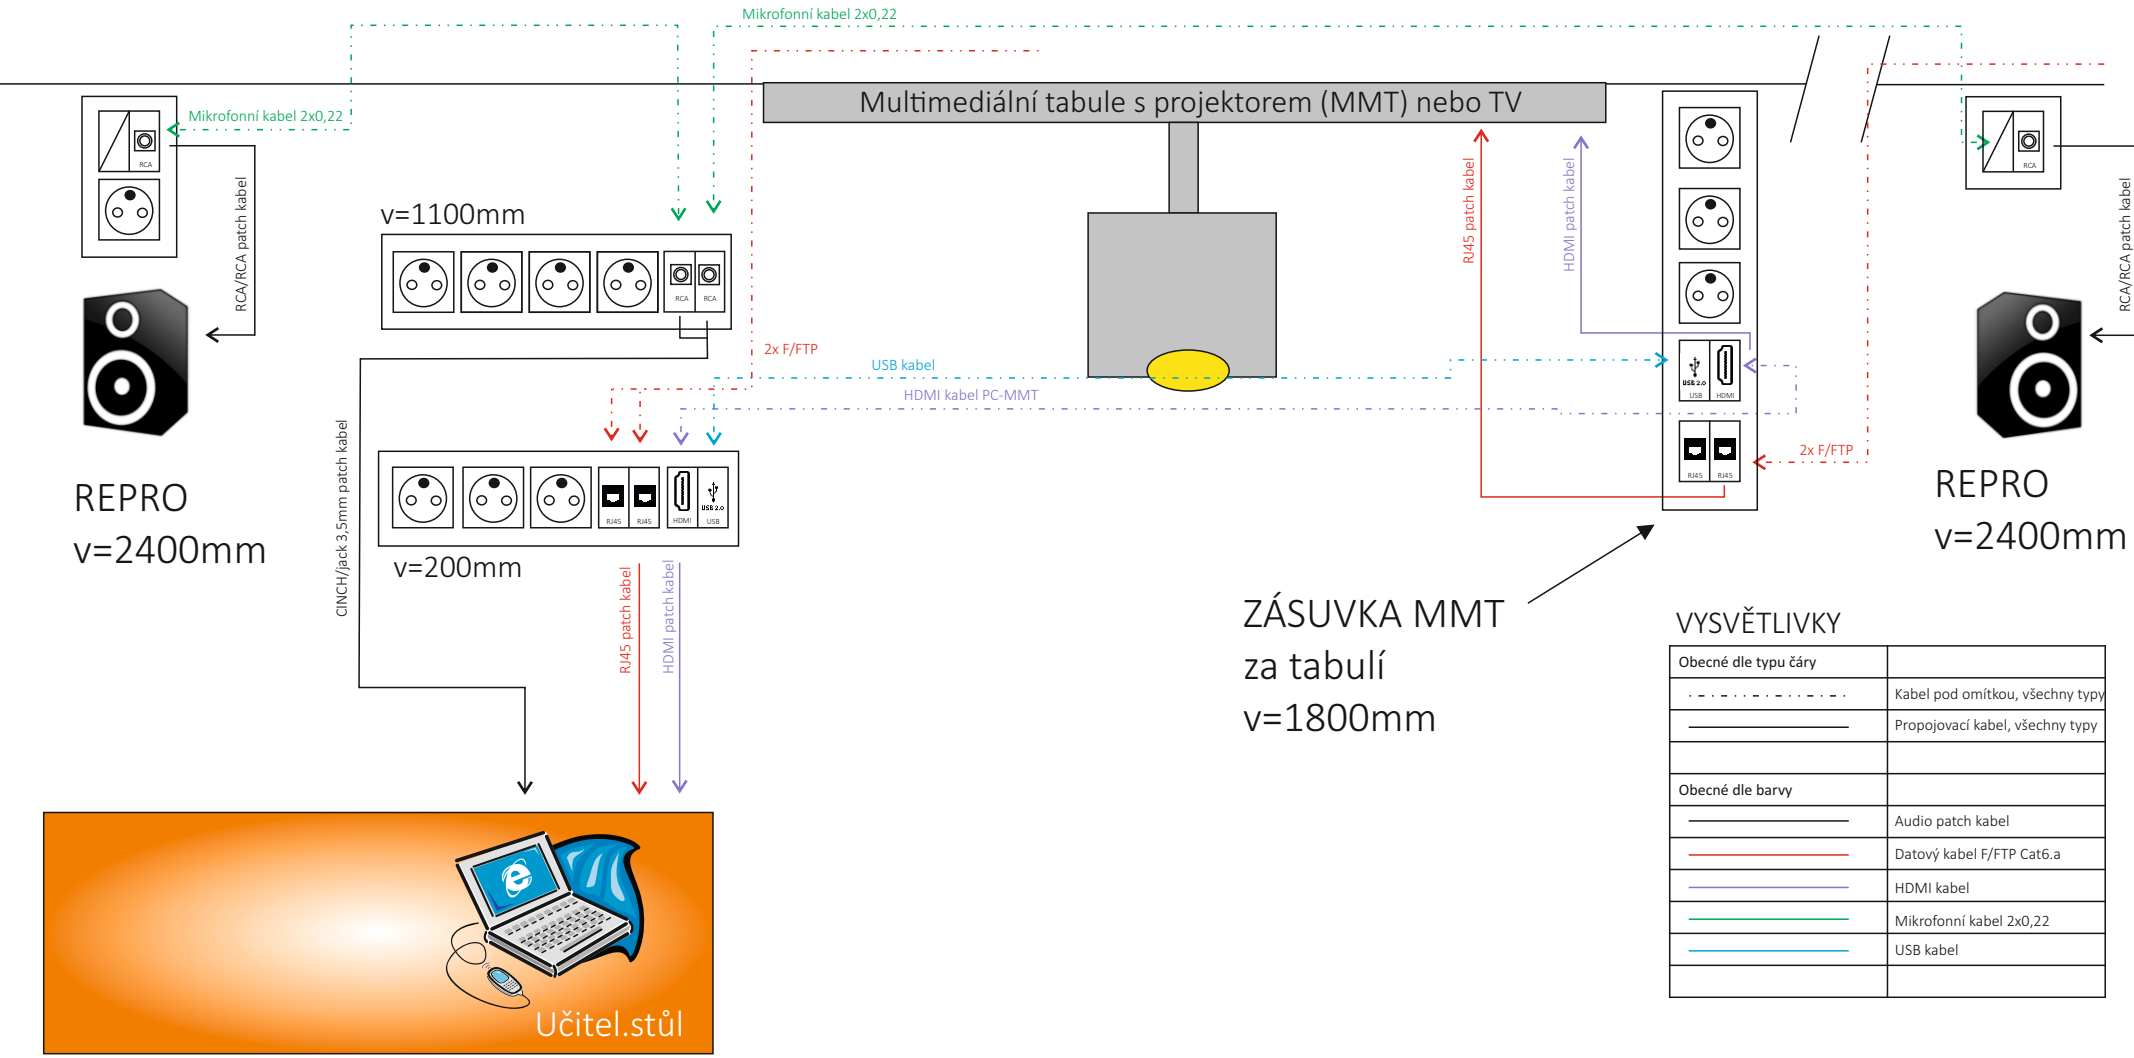 Mikrofonní kabel 2x0,22
Mikrofonní kabel 2x0,22
Multimediální tabule s projektorem (MMT) nebo TV
RCA
RCA/RCA patch kabel
v=1100mm
RCA
RCA
RJ45 patch kabel
HDMI patch kabel
RCA
RCA/RCA patch kabel
2x F/FTP
USB kabel
HDMI kabel PC-MMT
USB 2.0
USB
HDMI
2x F/FTP
RJ45
RJ45
REPRO
v=2400mm
CINCH/jack 3,5mm patch kabel
RJ45
RJ45
HDMI
USB 2.0
USB
v=200mm
RJ45 patch kabel
HDMI patch kabel
REPRO
v=2400mm
ZÁSUVKA MMT
za tabulí
v=1800mm
VYSVĚTLIVKY
Obecné dle typu čáry
Kabel pod omítkou, všechny typy
Propojovací kabel, všechny typy
Obecné dle barvy
Audio patch kabel
Datový kabel F/FTP Cat6.a
HDMI kabel
Mikrofonní kabel 2x0,22
USB kabel
Učitel.stůl